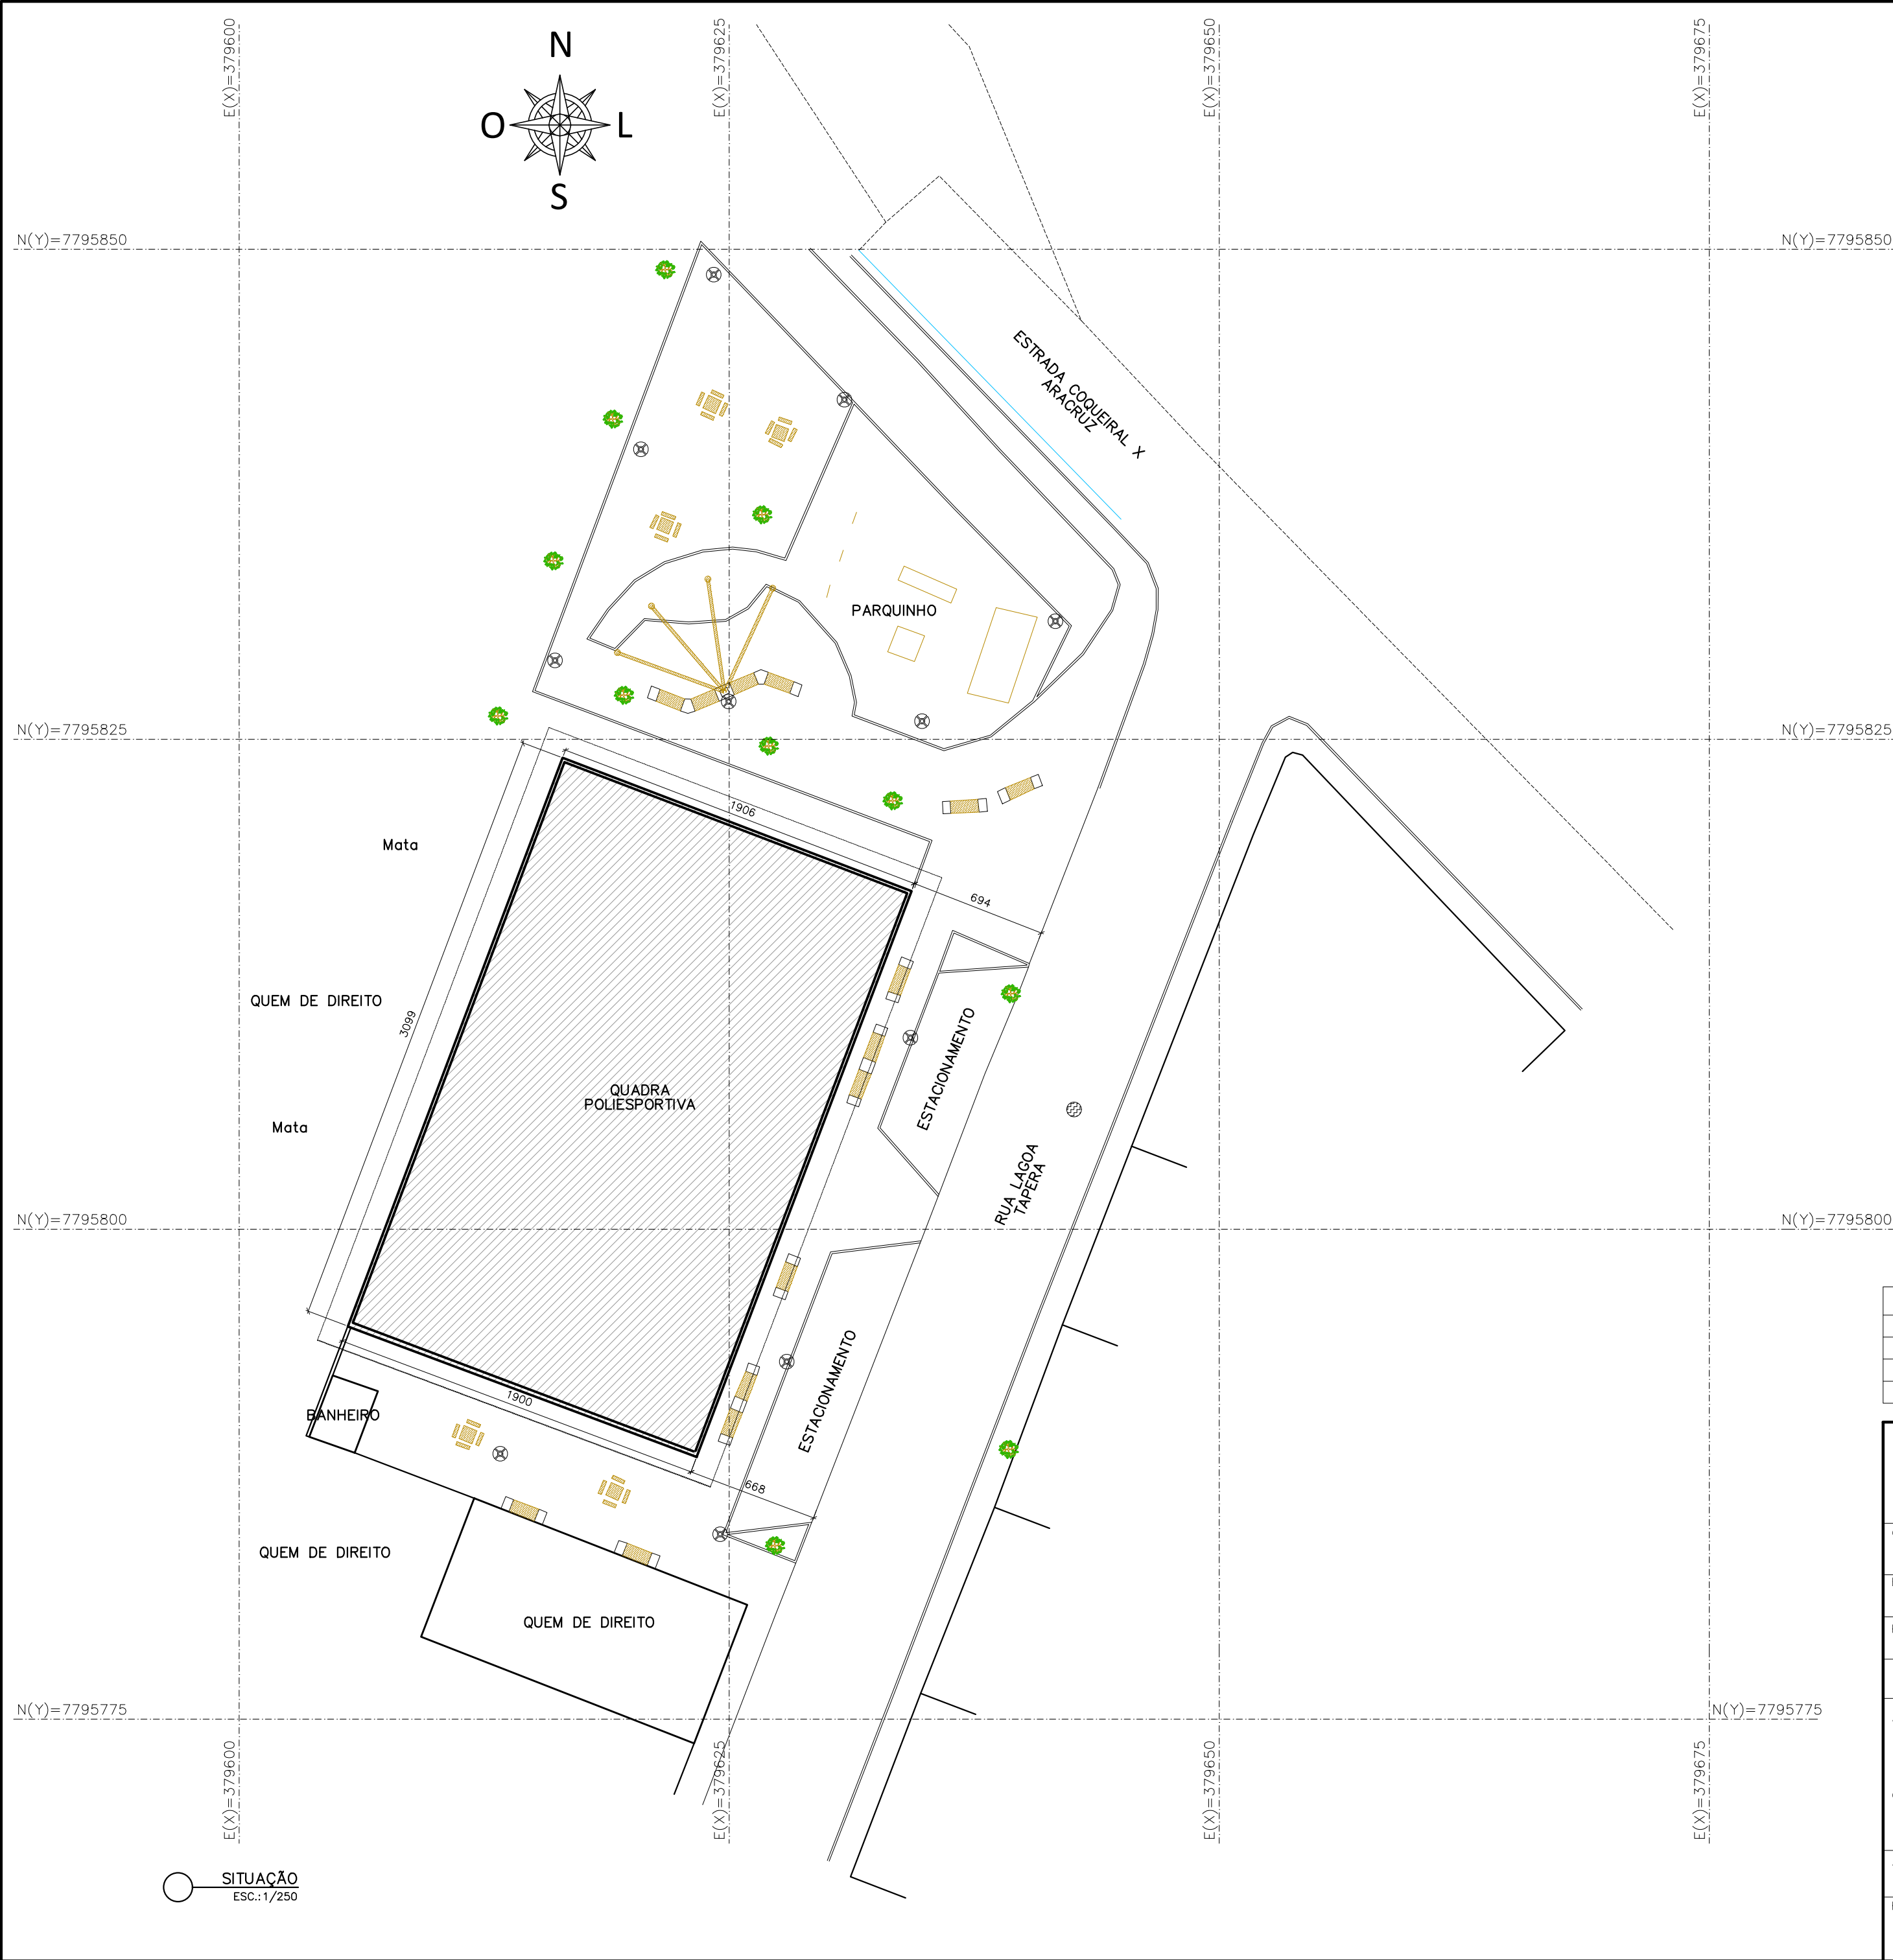 E(X)=379600
E(X)=379625
E(X)=379650
E(X)=379675
N
O
L
S
N(Y)=7795850
N(Y)=7795850
ESTRADA COQUEIRAL X
ARACRUZ
PARQUINHO
N(Y)=7795825
N(Y)=7795825
1906
Mata
694
QUEM DE DIREITO
3099
ESTACIONAMENTO
QUADRA
POLIESPORTIVA
Mata
RUA LAGOA
TAPERA
N(Y)=7795800
N(Y)=7795800
ESTACIONAMENTO
1900
BANHEIRO
668
QUEM DE DIREITO
QUEM DE DIREITO
N(Y)=7795775
N(Y)=7795775
E(X)=379600
E(X)=379625
E(X)=379650
E(X)=379675
SITUAÇÃO
ESC.:1/250